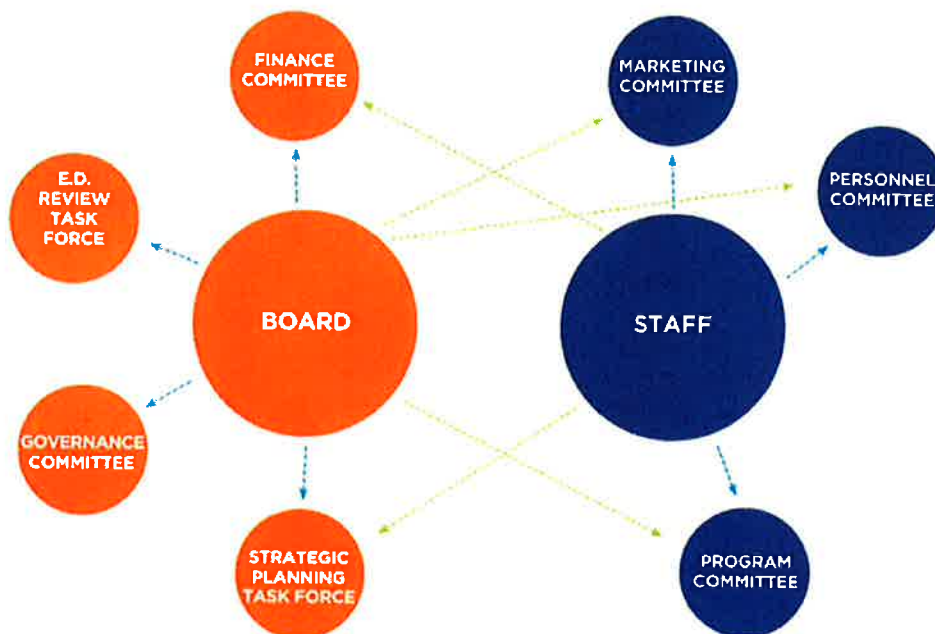 FINANCE
COMMITTEE
MARKETING
COMMITTEE
E.D.
REVIEW
TASK
FORCE
PERSONNEL
COMMITTEE
BOARD
STAFF
GOVERNANCE
COMMITTEE
STRATEGIC
PLANNING
TASK FORCE
PROGRAM
COMMITTEE